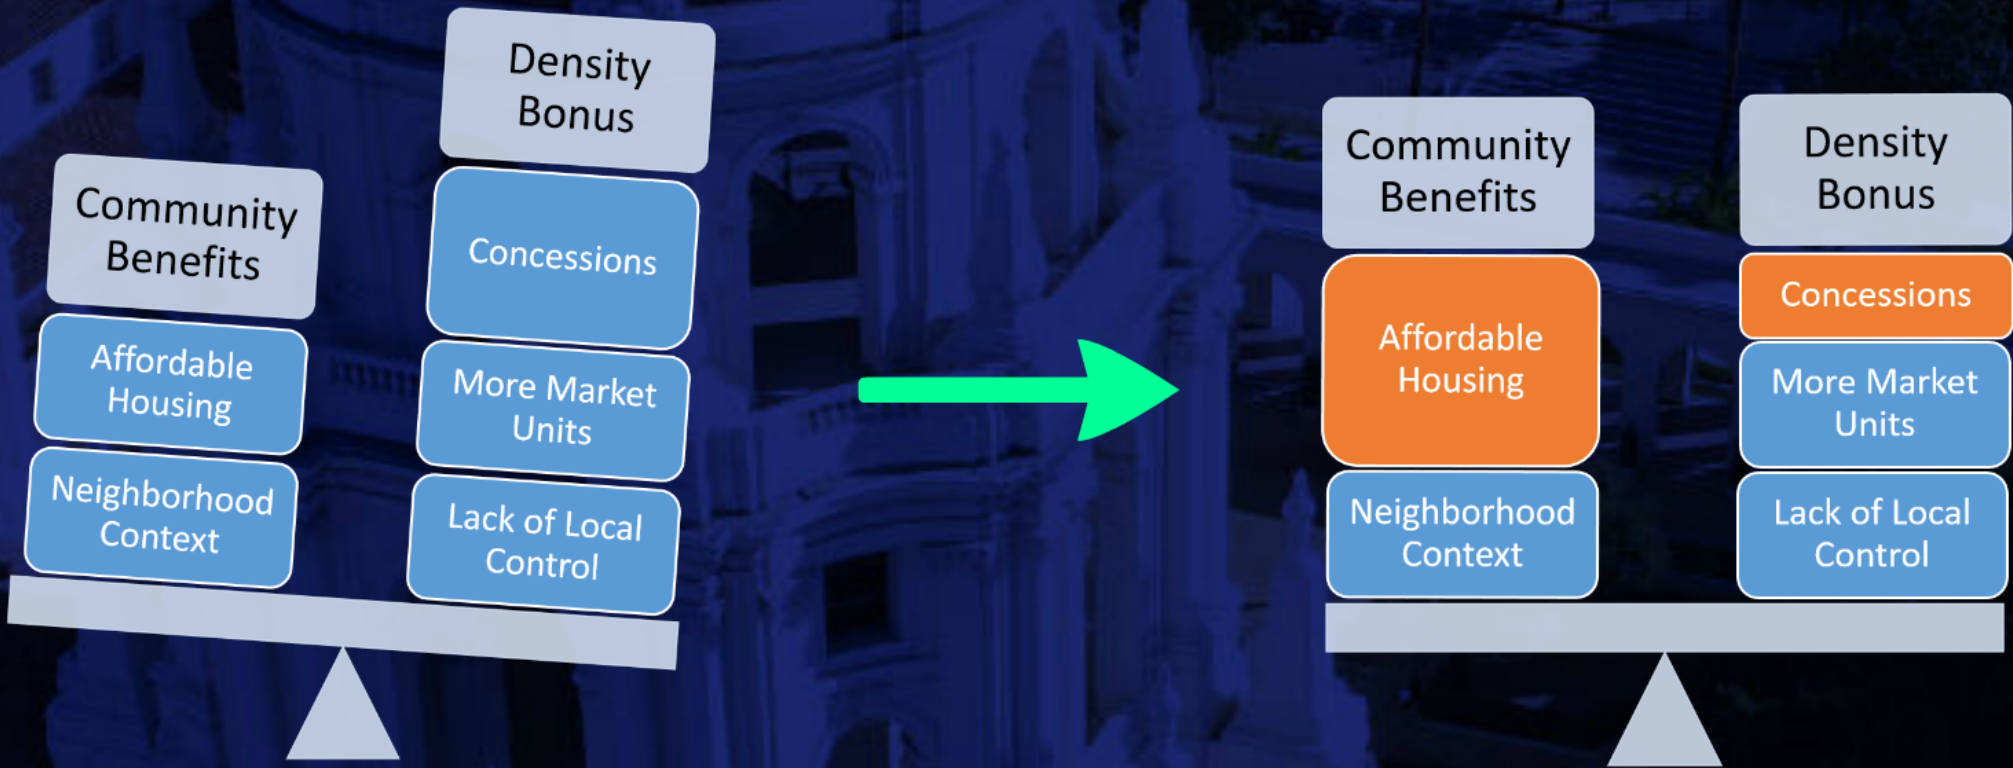 Community
Benefits
Affordable
Housing
Neighborhood
Context
Density
Bonus
Concessions
More Market
Units
Lack of Local
Control
Community
Benefits
Affordable
Housing
Neighborhood
Context
Density
Bonus
Concessions
More Market
Units
Lack of Local
Control